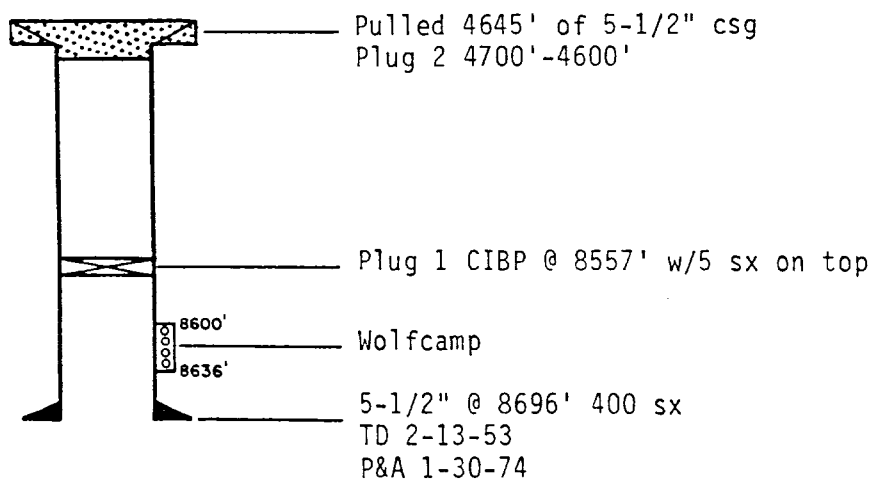 Pulled 4645' of 5-1/2" csg
Plug 2 4700'-4600'
Plug 1 CIBP @ 8557' w/5 sx on top
8600'
Wolfcamp
8636'
5-1/2" @ 8696' 400 sx
TD 2-13-53
P&A 1-30-74